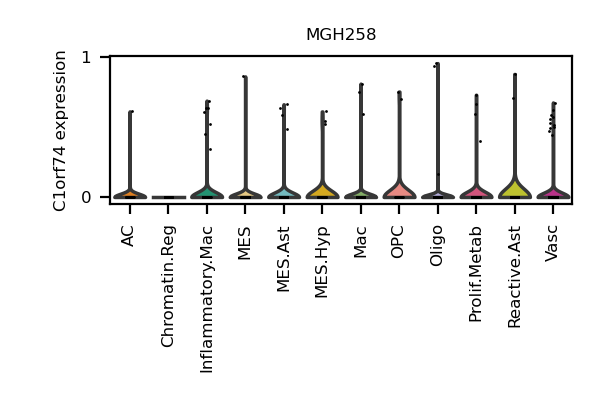 MGH258
C1orf74 expression
1
0
AC
Chromatin.Reg
Inflammatory.Mac
MES
MES.Ast
MES.Hyp
Mac
OPC
Oligo
Prolif.Metab
Reactive.Ast
Vasc